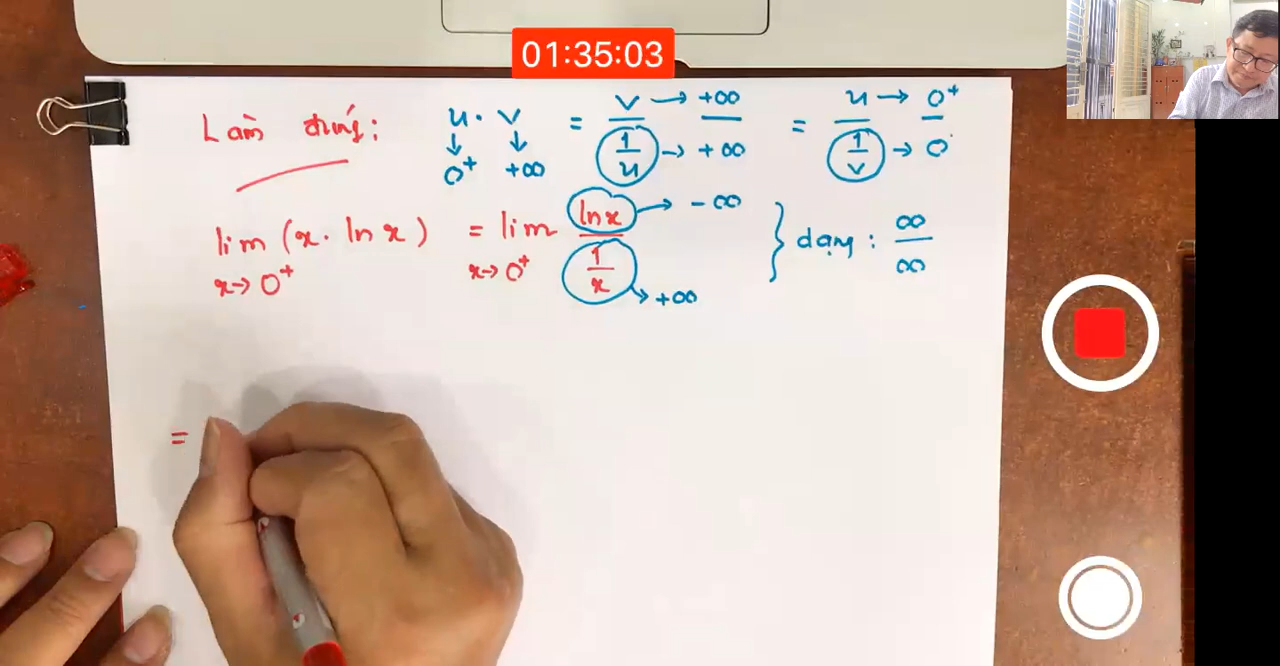 01:35:03
Làm đúng: u · v = v → +∞ / 1/u → +∞ = u → 0⁺ / 1/v → 0
↓ 0⁺ ↓ +∞
lim (x · ln x) = lim ln x → -∞ / 1/x → +∞ } dạng: ∞/∞
x → 0⁺ x → 0⁺
=